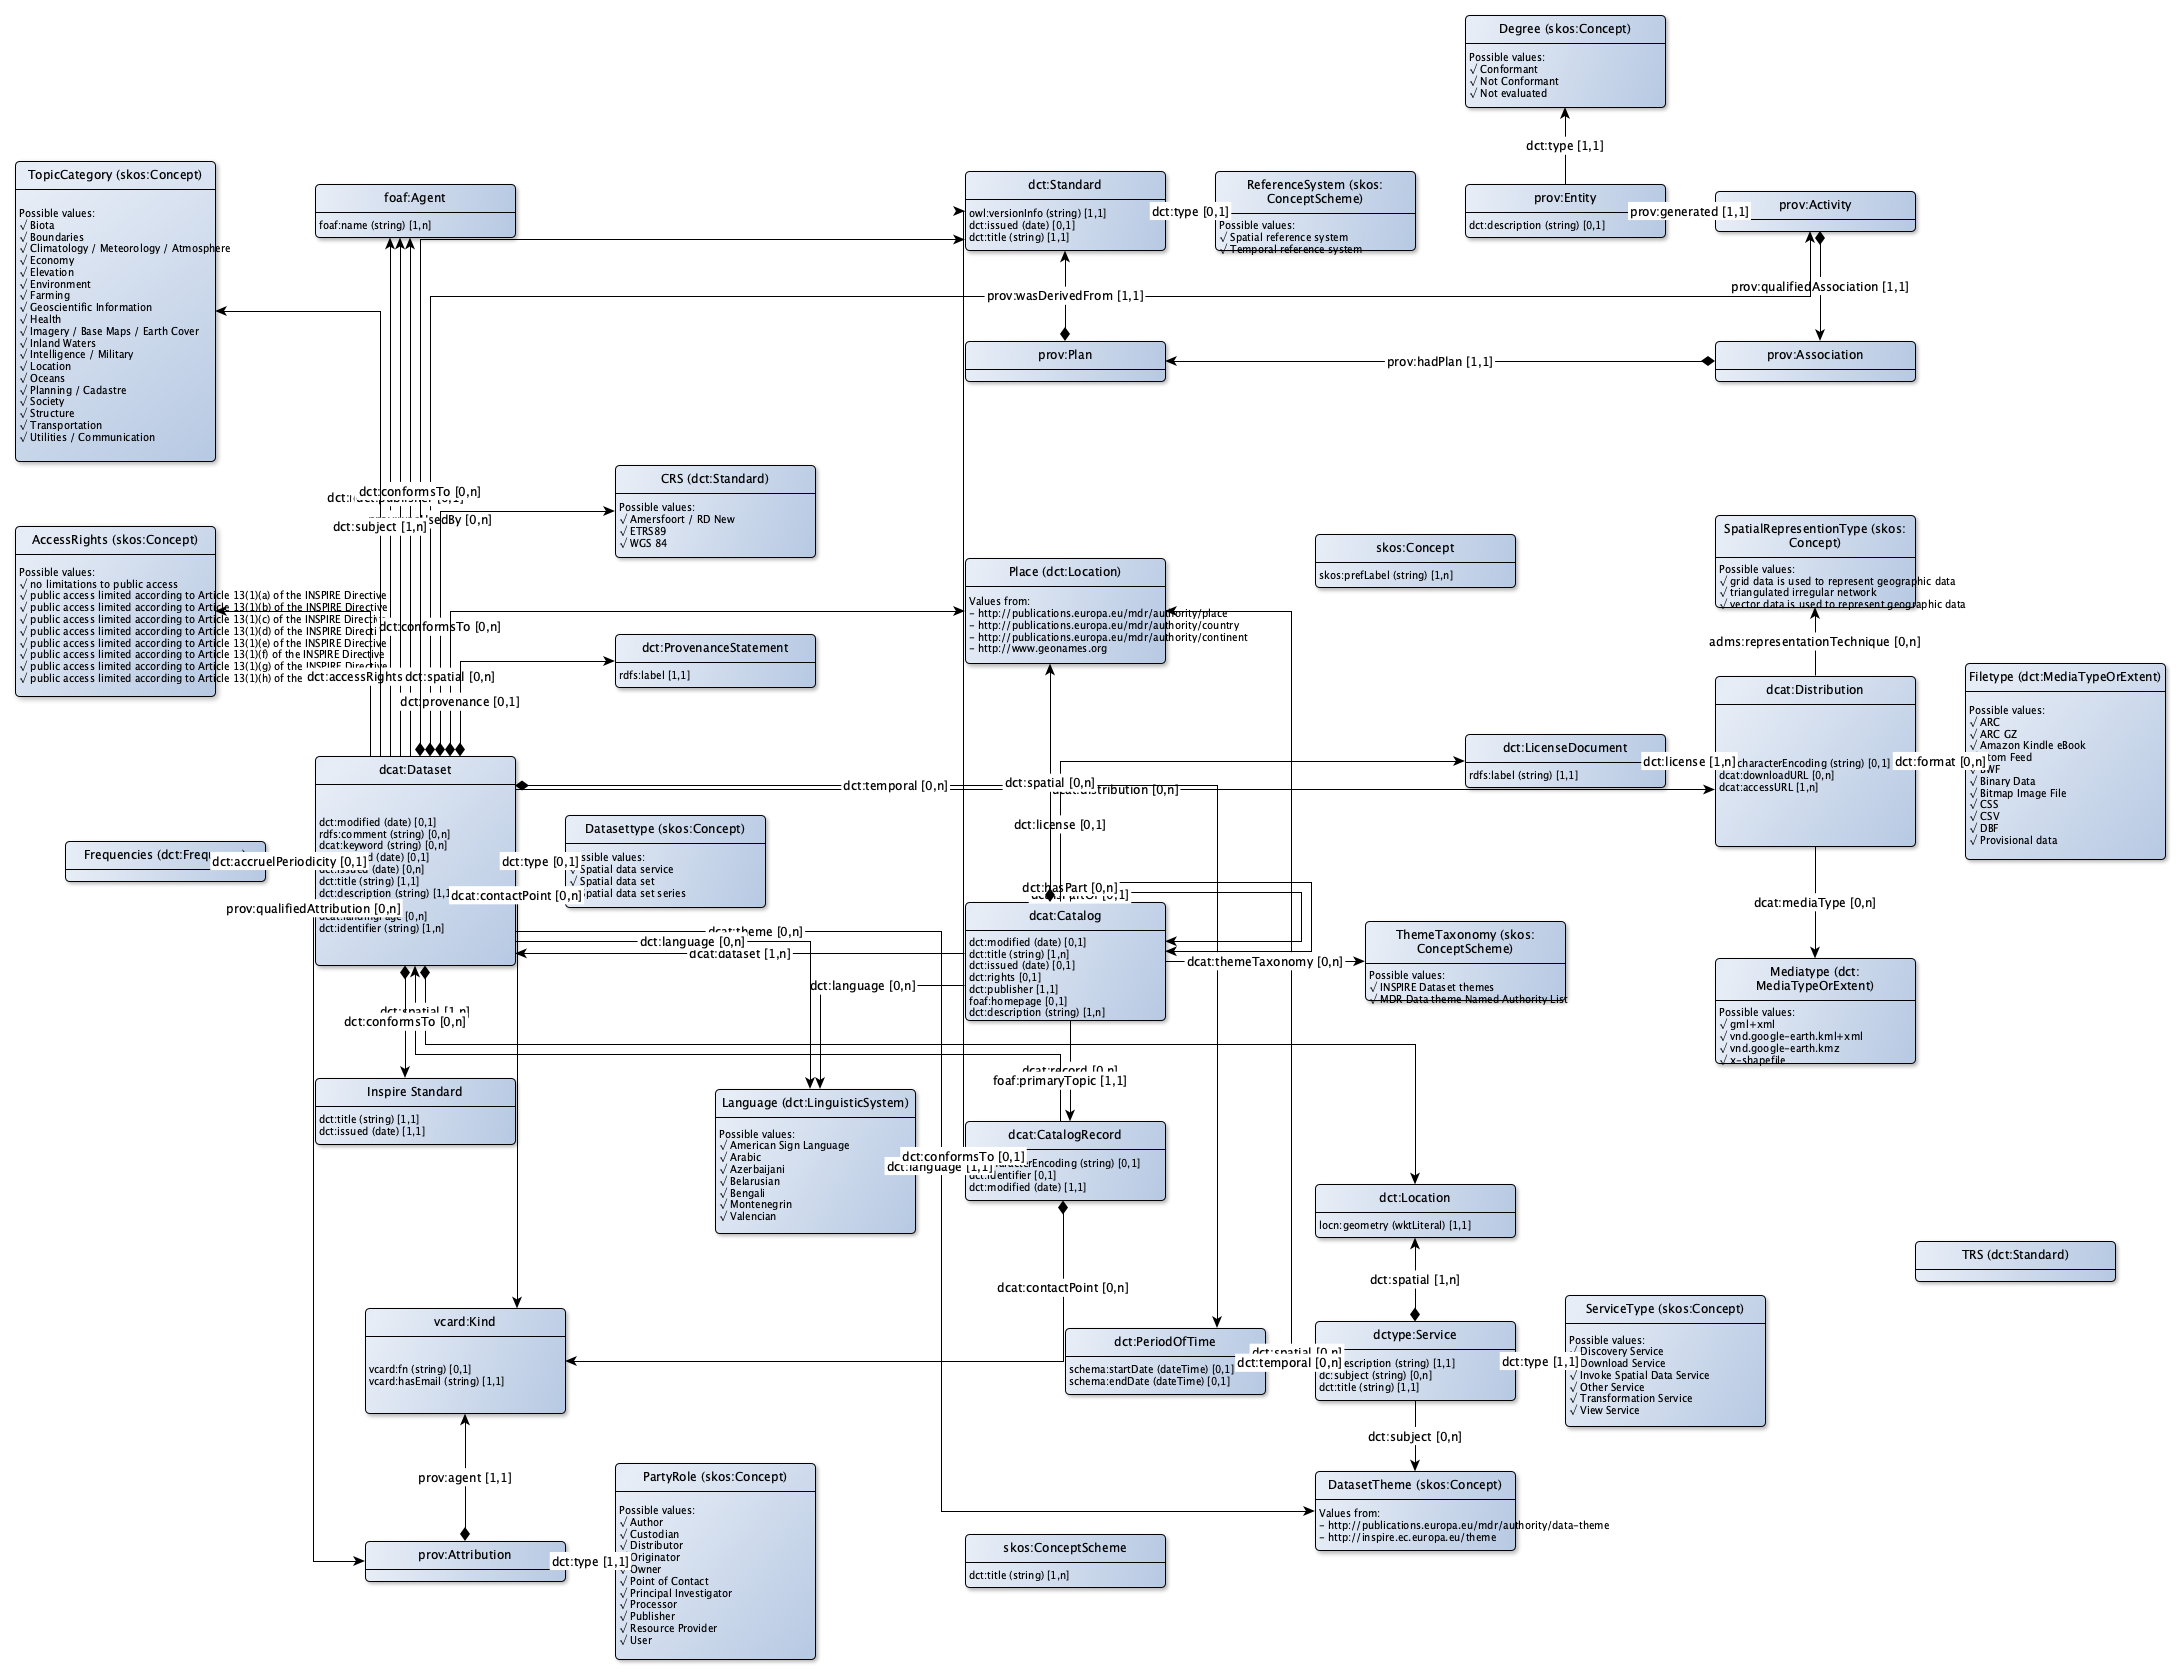 Degree (skos:Concept)
Possible values:
√ Conformant
√ Not Conformant
√ Not evaluated
dct:type [1,1]
TopicCategory (skos:Concept)
Possible values:
√ Biota
√ Boundaries
√ Climatology / Meteorology / Atmosphere
√ Economy
√ Elevation
√ Environment
√ Farming
√ Geoscientific Information
√ Health
√ Imagery / Base Maps / Earth Cover
√ Inland Waters
√ Intelligence / Military
√ Location
√ Oceans
√ Planning / Cadastre
√ Society
√ Structure
√ Transportation
√ Utilities / Communication
foaf:Agent
foaf:name (string) [1,n]
dct:Standard
owl:versionInfo (string) [1,1]
dct:issued (date) [0,1]
dct:title (string) [1,1]
dct:type [0,1]
ReferenceSystem (skos:
ConceptScheme)
Possible values:
√ Spatial reference system
√ Temporal reference system
prov:Entity
dct:description (string) [0,1]
prov:generated [1,1]
prov:Activity
prov:wasDerivedFrom [1,1]
prov:qualifiedAssociation [1,1]
prov:Plan
prov:hadPlan [1,1]
prov:Association
dct:conformsTo [0,n]
dct:subject [1,n]
[0,n]
CRS (dct:Standard)
Possible values:
√ Amersfoort / RD New
√ ETRS89
√ WGS 84
AccessRights (skos:Concept)
Possible values:
√ no limitations to public access
√ public access limited according to Article 13(1)(a) of the INSPIRE Directive
√ public access limited according to Article 13(1)(b) of the INSPIRE Directive
√ public access limited according to Article 13(1)(c) of the INSPIRE Directive
√ public access limited according to Article 13(1)(d) of the INSPIRE
√ public access limited according to Article 13(1)(e) of the INSPIRE Directive
√ public access limited according to Article 13(1)(f) of the INSPIRE Directive
√ public access limited according to Article 13(1)(g) of the INSPIRE Directive
√ public access limited according to Article 13(1)(h) of the
dct:conformsTo [0,n]
dct:accessRights
dct:spatial [0,n]
dct:provenance [0,1]
dct:ProvenanceStatement
rdfs:label [1,1]
Place (dct:Location)
Values from:
- http://publications.europa.eu/mdr/authority/place
- http://publications.europa.eu/mdr/authority/country
- http://publications.europa.eu/mdr/authority/continent
- http://www.geonames.org
skos:Concept
skos:prefLabel (string) [1,n]
SpatialRepresentionType (skos:
Concept)
Possible values:
√ grid data is used to represent geographic data
√ triangulated irregular network
√ vector data is used to represent geographic data
adms:representationTechnique [0,n]
dcat:Distribution
characterEncoding (string) [0,1]
dcat:downloadURL [0,n]
dcat:accessURL [1,n]
dct:format [0,n]
Filetype (dct:MediaTypeOrExtent)
Possible values:
√ ARC
√ ARC GZ
√ Amazon Kindle eBook
Feed
√ Binary Data
√ Bitmap Image File
√ CSS
√ CSV
√ DBF
√ Provisional data
dct:LicenseDocument
rdfs:label (string) [1,1]
dct:license [1,n]
dct:temporal [0,n]
dct:spatial [0,n]
dcat:distribution [0,n]
dct:license [0,1]
dcat:Dataset
dct:modified (date) [0,1]
rdfs:comment (string) [0,n]
dcat:keyword (string) [0,n]
(date) [0,1]
dct:issued (date) [0,n]
dct:title (string) [1,1]
dct:description (string) [1,1]
[0,n]
dct:identifier (string) [1,n]
Frequencies
dct:accruelPeriodicity [0,1]
prov:qualifiedAttribution [0,n]
dct:type [0,1]
dcat:contactPoint [0,n]
Datasettype (skos:Concept)
values:
Spatial data service
√ Spatial data set
Spatial data set series
dcat:theme [0,n]
dct:language [0,n]
dcat:dataset [1,n]
dct:language [0,n]
dct:hasPart [0,n]
dcat:Catalog
dct:modified (date) [0,1]
dct:title (string) [1,n]
dct:issued (date) [0,1]
dct:rights [0,1]
dct:publisher [1,1]
foaf:homepage [0,1]
dct:description (string) [1,n]
dcat:themeTaxonomy [0,n]
ThemeTaxonomy (skos:
ConceptScheme)
Possible values:
√ INSPIRE Dataset themes
√ MDR Data theme Named Authority List
dcat:mediaType [0,n]
Mediatype (dct:
MediaTypeOrExtent)
Possible values:
√ gml+xml
√ vnd.google-earth.kml+xml
√ vnd.google-earth.kmz
√ x-shapefile
dct:spatial [1,n]
dct:conformsTo [0,n]
dcat:record [0,n]
foaf:primaryTopic [1,1]
Inspire Standard
dct:title (string) [1,1]
dct:issued (date) [1,1]
Language (dct:LinguisticSystem)
Possible values:
√ American Sign Language
√ Arabic
√ Azerbaijani
√ Belarusian
√ Bengali
√ Montenegrin
√ Valencian
dct:conformsTo [0,1]
dct:language [1,1]
dcat:CatalogRecord
(string) [0,1]
dct:identifier [0,1]
dct:modified (date) [1,1]
dct:Location
locn:geometry (wktLiteral) [1,1]
TRS (dct:Standard)
dct:spatial [1,n]
dcat:contactPoint [0,n]
vcard:Kind
vcard:fn (string) [0,1]
vcard:hasEmail (string) [1,1]
dct:PeriodOfTime
schema:startDate (dateTime) [0,1]
schema:endDate (dateTime) [0,1]
dct:spatial [0,n]
dct:temporal [0,n]
dctype:Service
(string) [1,1]
dc:subject (string) [0,n]
dct:title (string) [1,1]
dct:type [1,1]
ServiceType (skos:Concept)
Possible values:
Discovery Service
Download Service
√ Invoke Spatial Data Service
√ Other Service
√ Transformation Service
√ View Service
dct:subject [0,n]
prov:agent [1,1]
prov:Attribution
dct:type [1,1]
PartyRole (skos:Concept)
Possible values:
√ Author
√ Custodian
√ Distributor
Originator
Owner
√ Point of Contact
√ Principal Investigator
√ Processor
√ Publisher
√ Resource Provider
√ User
DatasetTheme (skos:Concept)
Values from:
- http://publications.europa.eu/mdr/authority/data-theme
- http://inspire.ec.europa.eu/theme
skos:ConceptScheme
dct:title (string) [1,n]